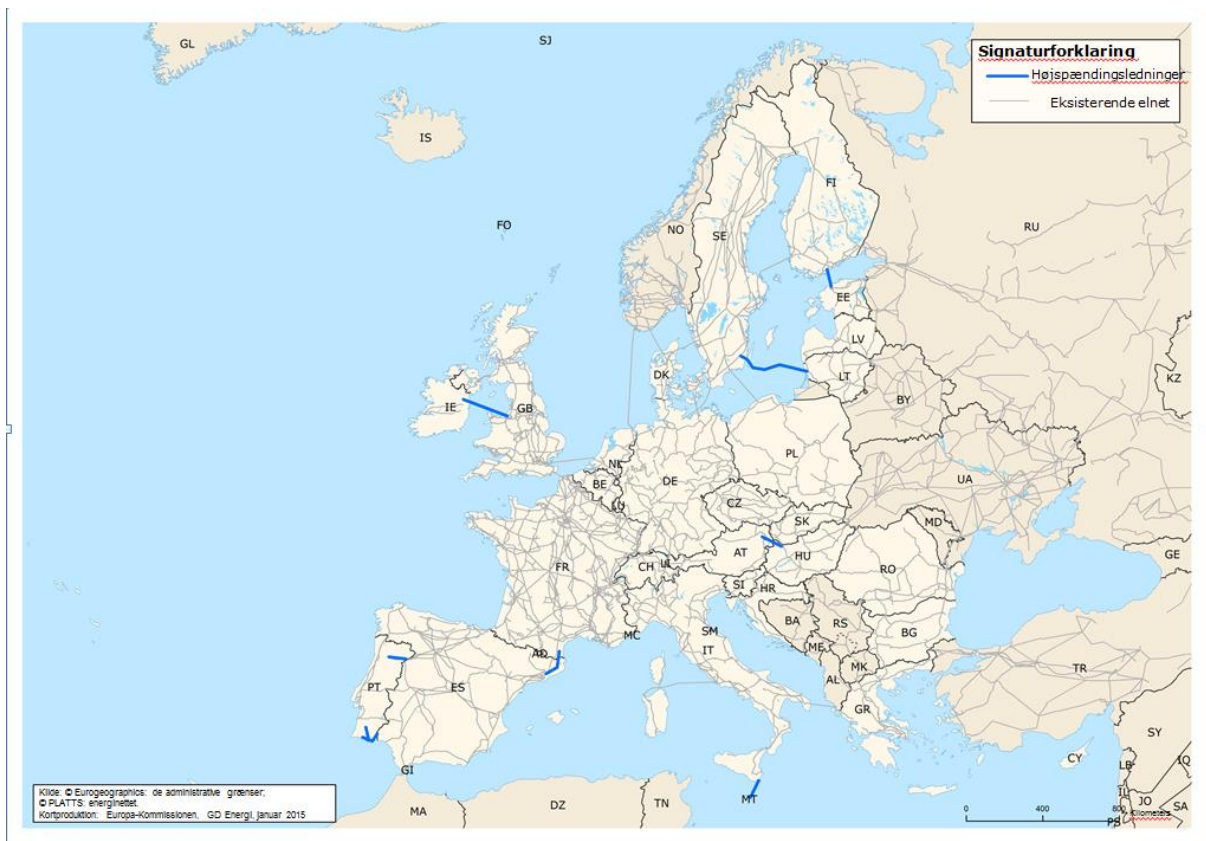 GL
SJ
Signaturforklaring
Højspændingsledninger
Eksisterende elnet
IS
FI
FO
NO
SE
RU
EE
LV
DK
LT
KZ
IE
GB
BY
PL
NL
BE
DE
UA
LU
CZ
SK
MD
AT
HU
GE
FR
CH
LI
RO
SI
HR
BA
RS
MC
SM
BG
IT
ME
AD
MK
TR
PT
ES
AL
GR
SY
CY
LB
IQ
GI
MT
IL
JO
SA
PS
MA
DZ
TN
Kilde: © Eurogeographics: de administrative grænser;
© PLATTS: energinettet.
Kortproduktion: Europa-Kommissionen, GD Energi, januar 2015
0 400 800 Kilometers